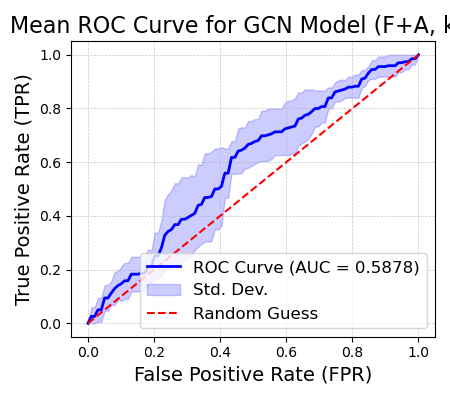 Mean ROC Curve for GCN Model (F+A,
True Positive Rate (TPR)
1.0
0.8
0.6
0.4
0.2
0.0
ROC Curve (AUC = 0.5878)
Std. Dev.
Random Guess
0.0 0.2 0.4 0.6 0.8 1.0
False Positive Rate (FPR)